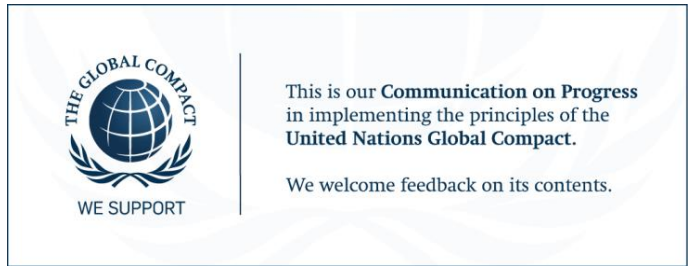 THE GLOBAL COMPACT
WE SUPPORT
This is our Communication on Progress
in implementing the principles of the
United Nations Global Compact.
We welcome feedback on its contents.